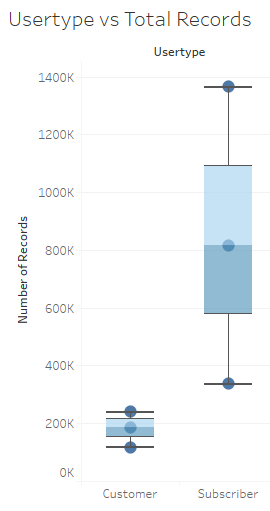 Usertype vs Total Records
Usertype
1400K
1200K
1000K
800K
600K
400K
200K
0K
Number of Records
Customer
Subscriber